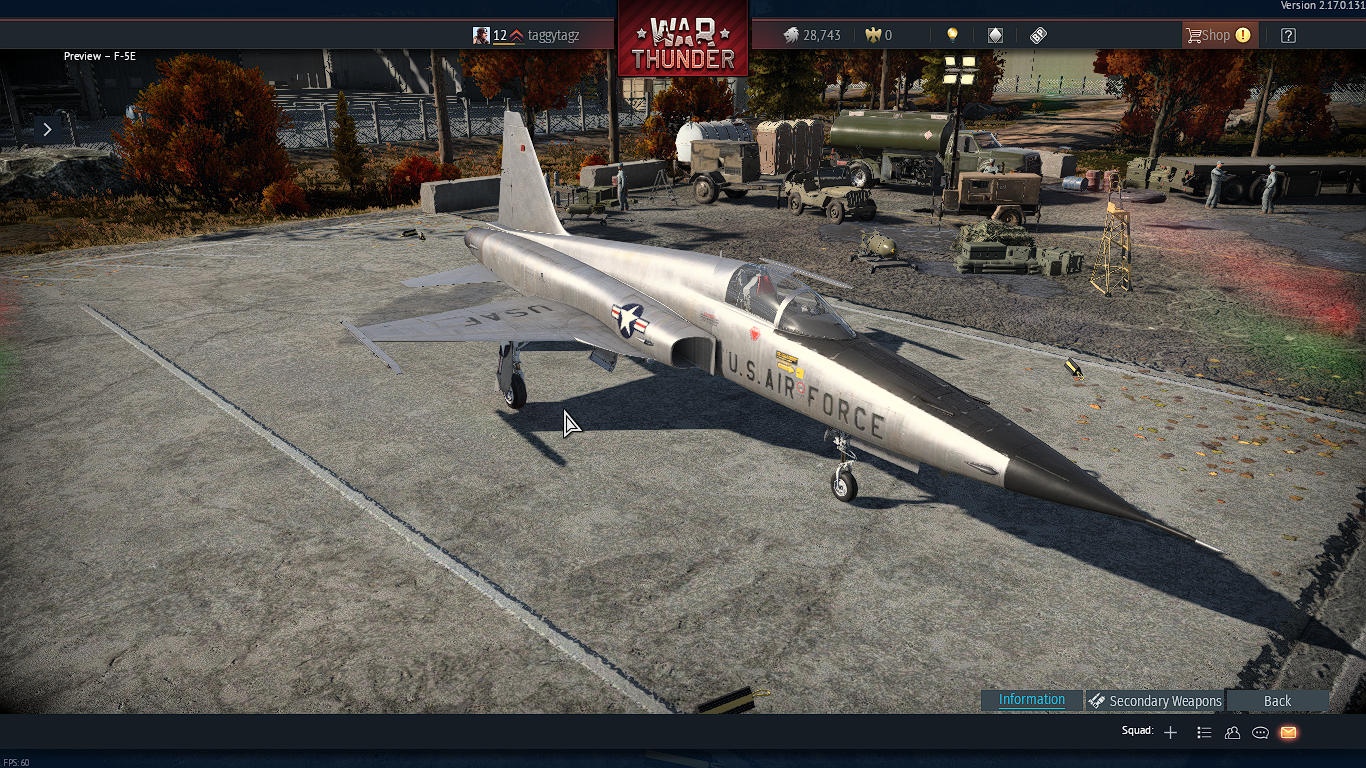 Version 2.17.0.131
12 taggytagz
WAR
THUNDER
28,743
0
Shop
Preview – F-5E
USAF
U.S. AIR FORCE
Information
Secondary Weapons
Back
Squad:
FPS: 60